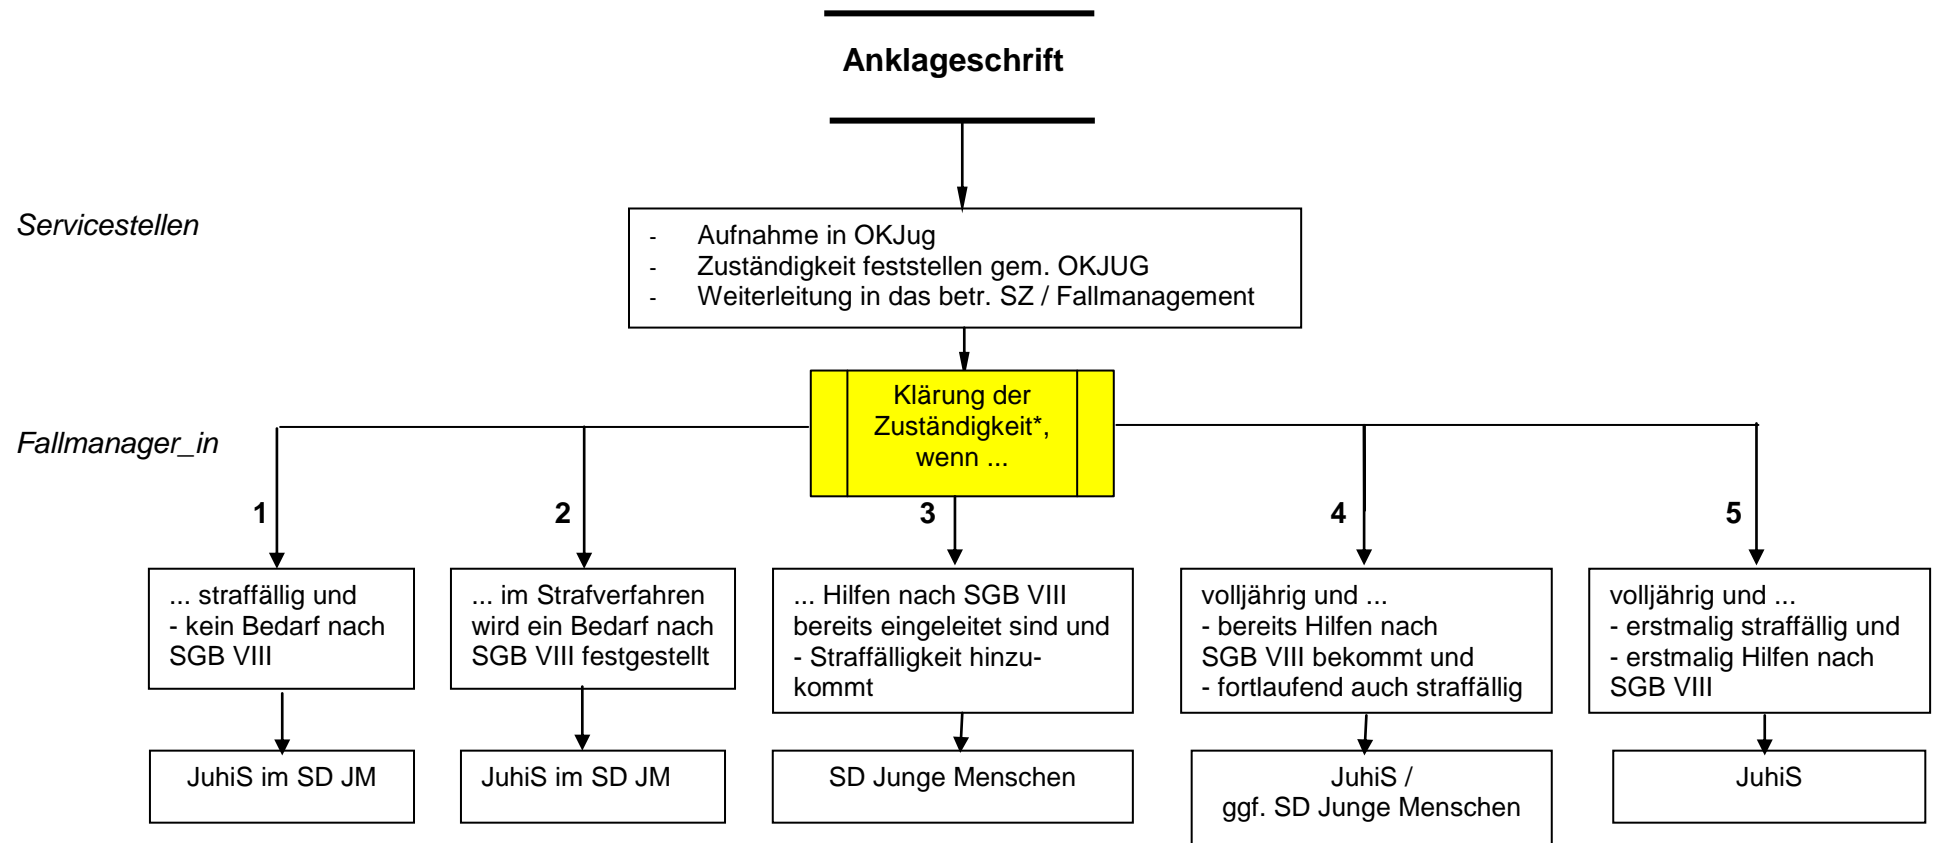 Anklageschrift
Servicestellen
- Aufnahme in OKJug
- Zuständigkeit feststellen gem. OKJUG
- Weiterleitung in das betr. SZ / Fallmanagement
Fallmanager_in
Klärung der
Zuständigkeit*,
wenn ...
1
2
3
4
5
... straffällig und
- kein Bedarf nach
SGB VIII
... im Strafverfahren
wird ein Bedarf nach
SGB VIII festgestellt
... Hilfen nach SGB VIII
bereits eingeleitet sind und
- Straffälligkeit hinzu-
kommt
volljährig und ...
- bereits Hilfen nach
SGB VIII bekommt und
- fortlaufend auch straffällig
volljährig und ...
- erstmalig straffällig und
- erstmalig Hilfen nach
SGB VIII
JuhiS im SD JM
JuhiS im SD JM
SD Junge Menschen
JuhiS /
ggf. SD Junge Menschen
JuhiS